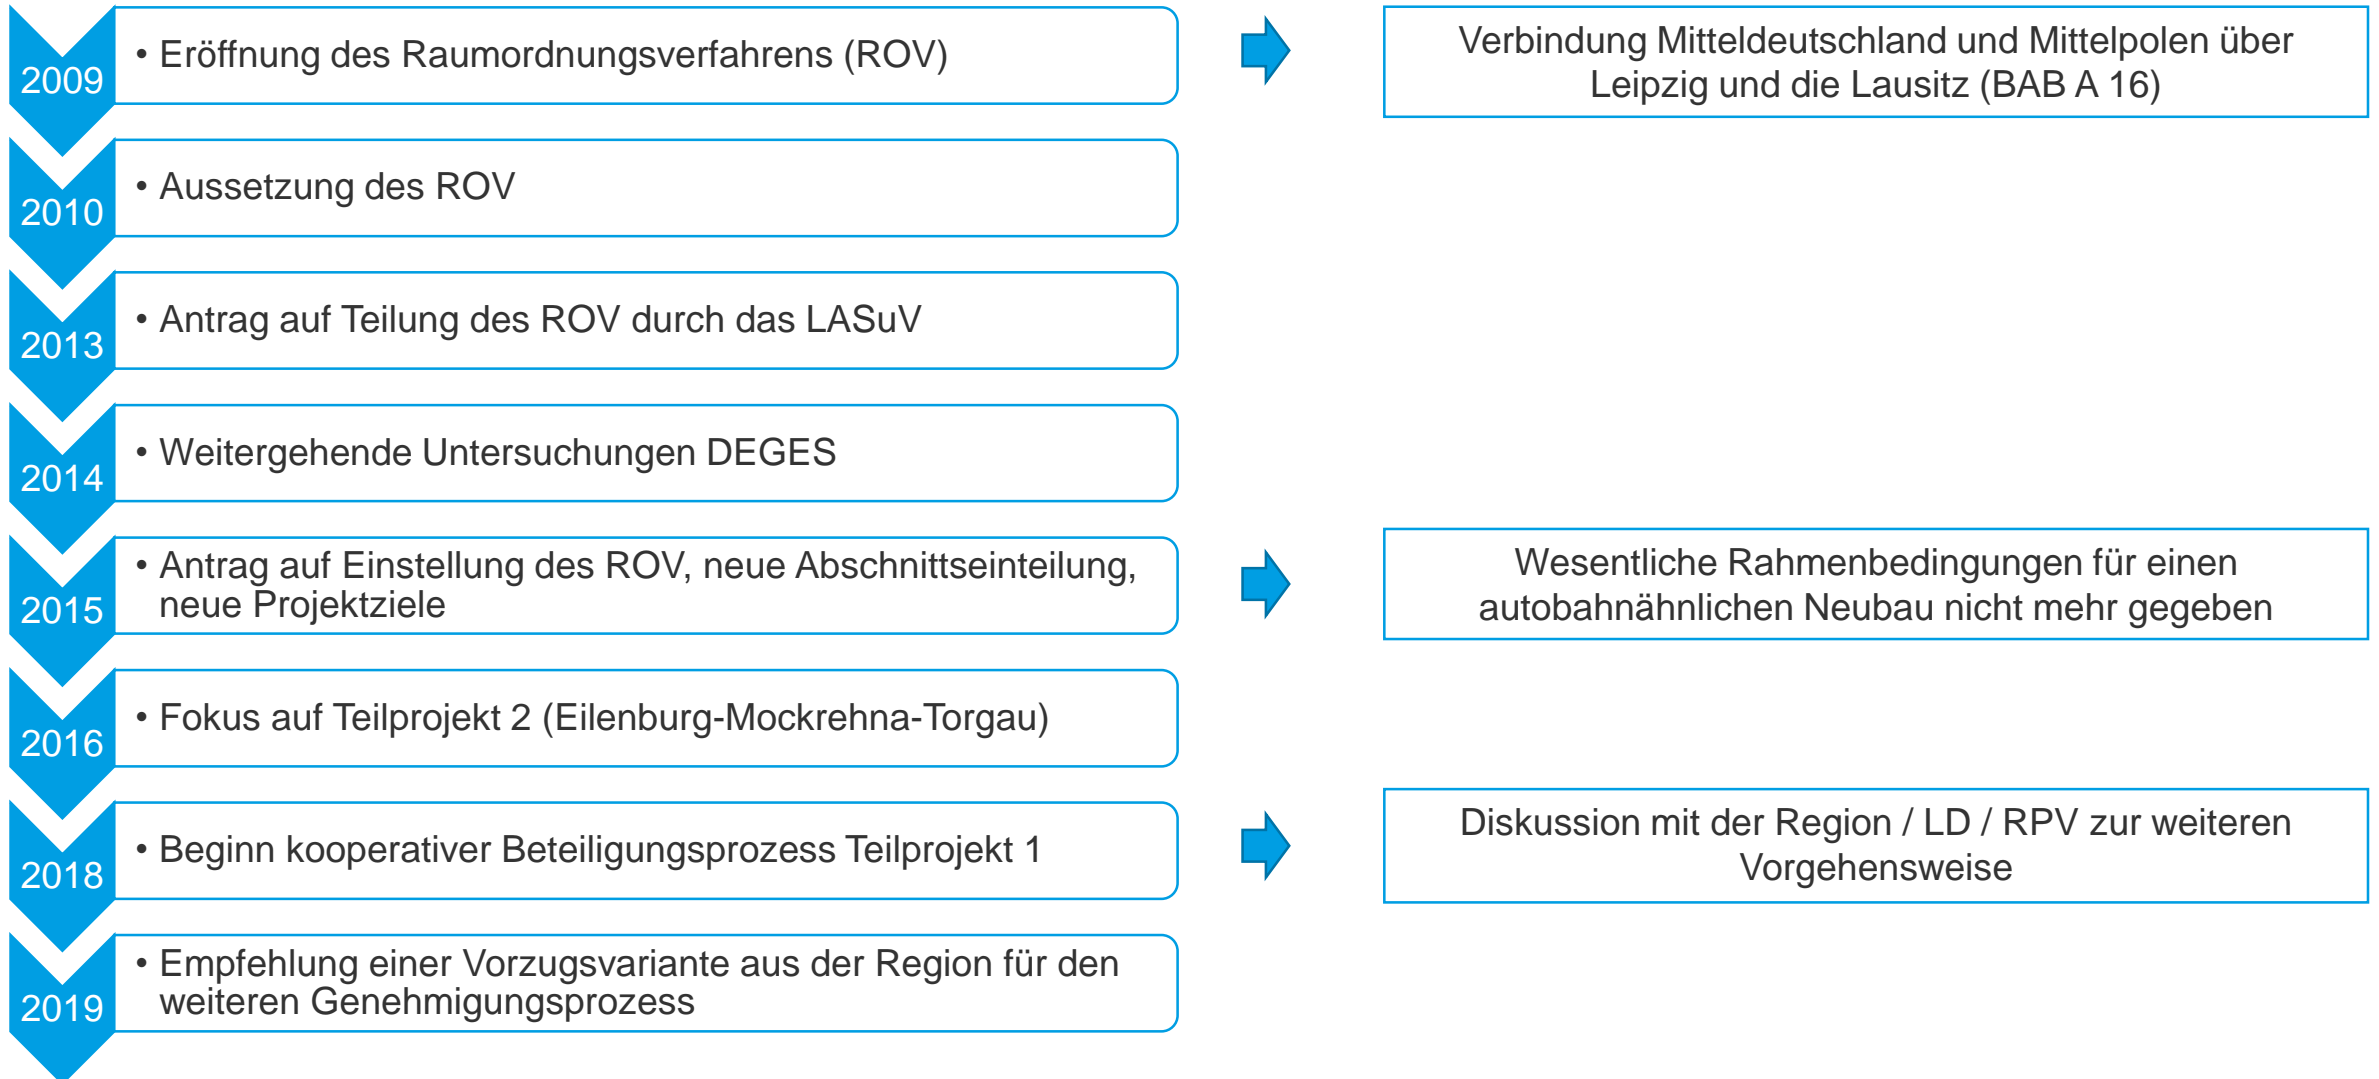 2009
• Eröffnung des Raumordnungsverfahrens (ROV)
Verbindung Mitteldeutschland und Mittelpolen über
Leipzig und die Lausitz (BAB A 16)
2010
• Aussetzung des ROV
2013
• Antrag auf Teilung des ROV durch das LASuV
2014
• Weitergehende Untersuchungen DEGES
2015
• Antrag auf Einstellung des ROV, neue Abschnittseinteilung,
neue Projektziele
Wesentliche Rahmenbedingungen für einen
autobahnähnlichen Neubau nicht mehr gegeben
2016
• Fokus auf Teilprojekt 2 (Eilenburg-Mockrehna-Torgau)
2018
• Beginn kooperativer Beteiligungsprozess Teilprojekt 1
Diskussion mit der Region / LD / RPV zur weiteren
Vorgehensweise
2019
• Empfehlung einer Vorzugsvariante aus der Region für den
weiteren Genehmigungsprozess